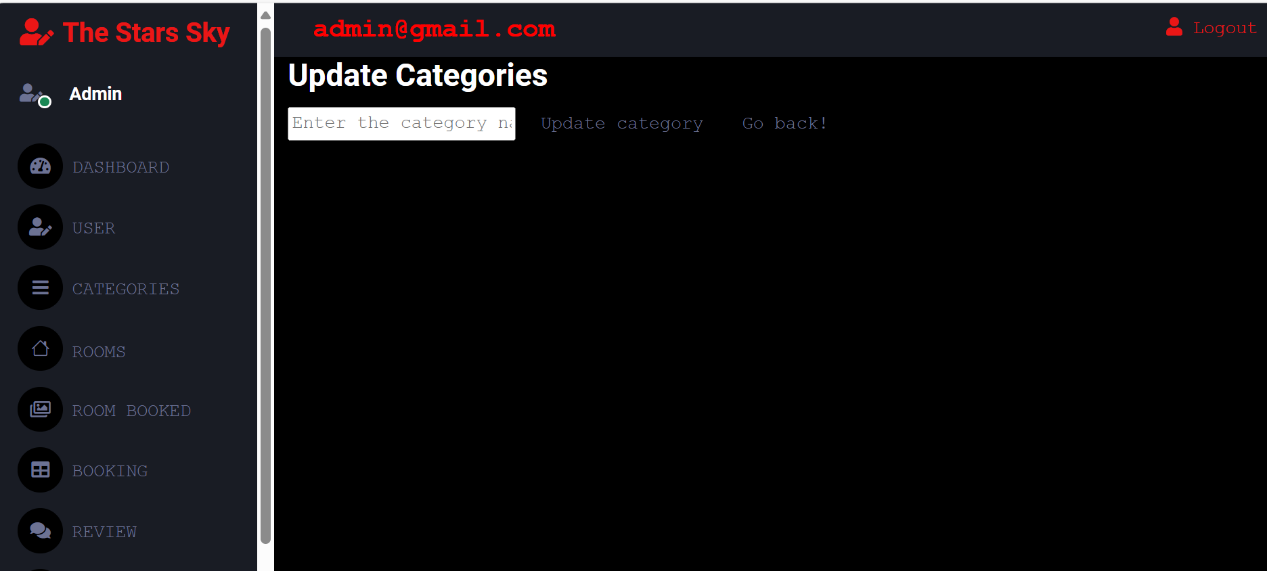 The Stars Sky
admin@gmail.com
Logout
Admin
Update Categories
Enter the category na
Update category
Go back!
DASHBOARD
USER
CATEGORIES
ROOMS
ROOM BOOKED
BOOKING
REVIEW